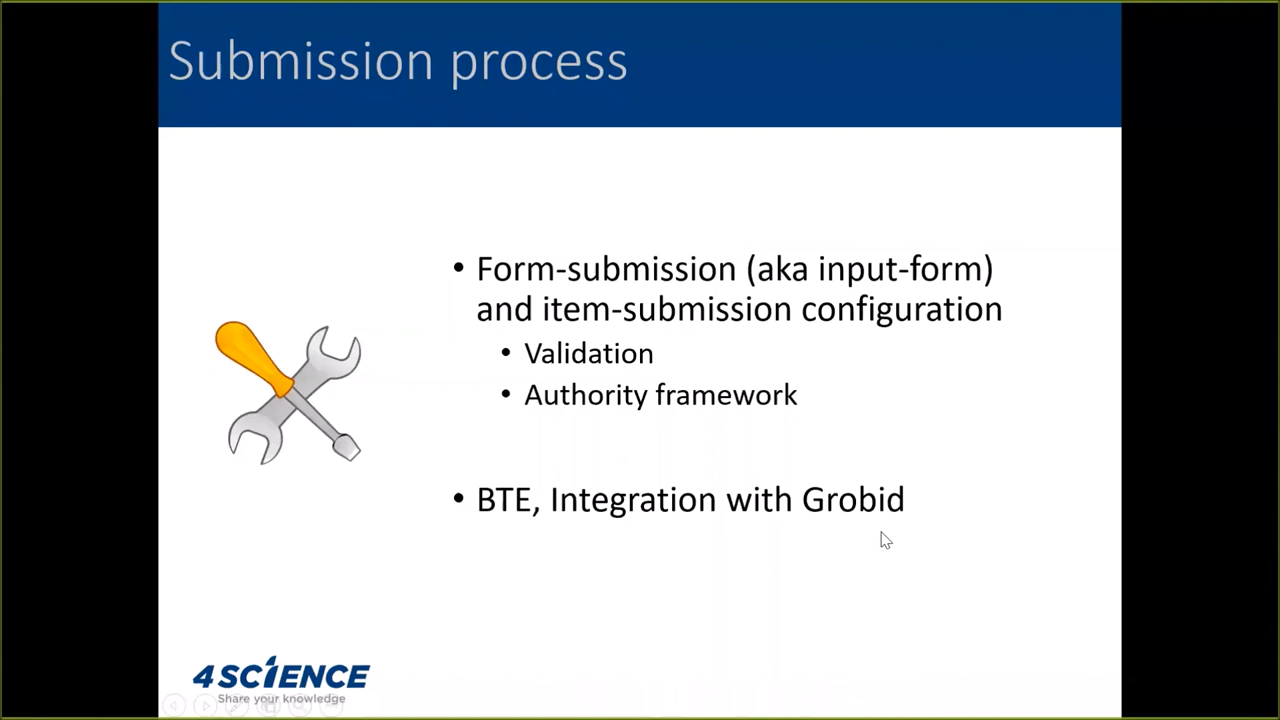 Submission process
• Form-submission (aka input-form)
and item-submission configuration
• Validation
• Authority framework
• BTE, Integration with Grobid
4SCIENCE
Share your knowledge